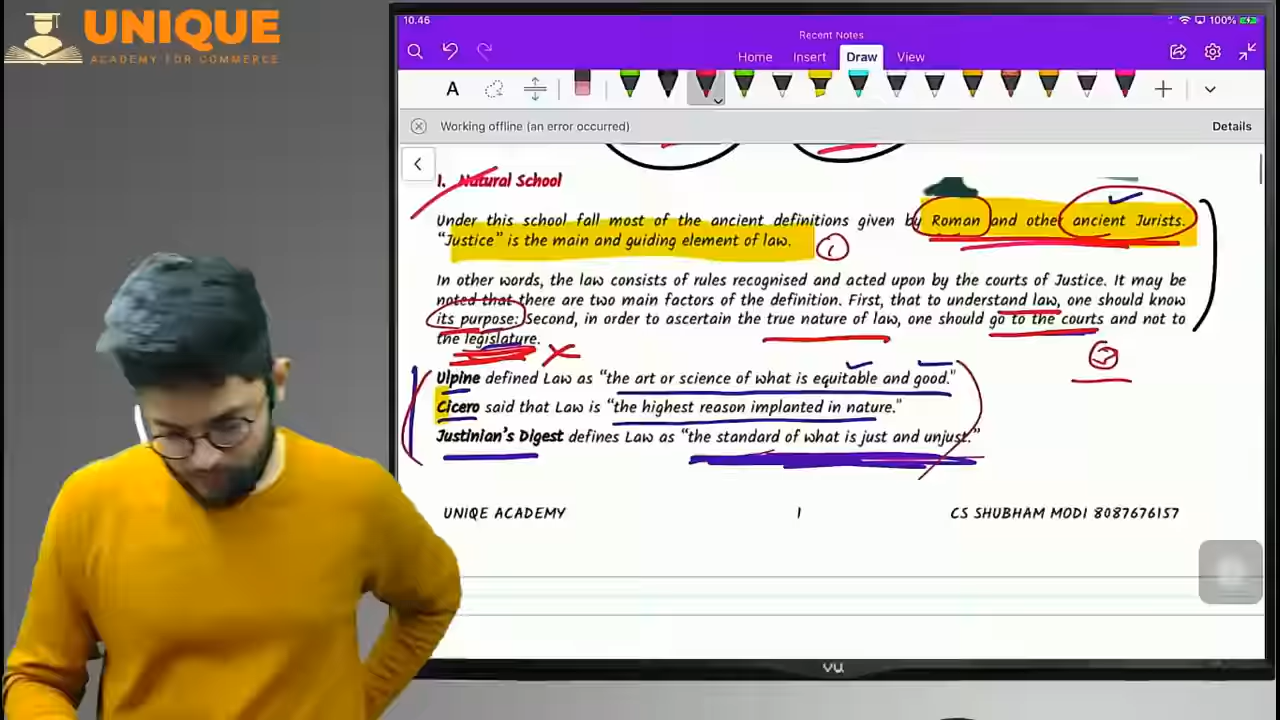 UNIQUE
ACADEMY FOR COMMERCE
10.46
100%
Recent Notes
Home Insert Draw View
A
Working offline (an error occurred)
Details
1. Natural School
Under this school fall most of the ancient definitions given by Roman and other ancient Jurists.
"Justice" is the main and guiding element of law.
1
In other words, the law consists of rules recognised and acted upon by the courts of Justice. It may be
noted that there are two main factors of the definition. First, that to understand law, one should know
its purpose: Second, in order to ascertain the true nature of law, one should go to the courts and not to
the legislature.
2
Ulpine defined Law as "the art or science of what is equitable and good."
Cicero said that Law is "the highest reason implanted in nature."
Justinian's Digest defines Law as "the standard of what is just and unjust."
UNIQE ACADEMY 1 CS SHUBHAM MODI 8087676157
vu